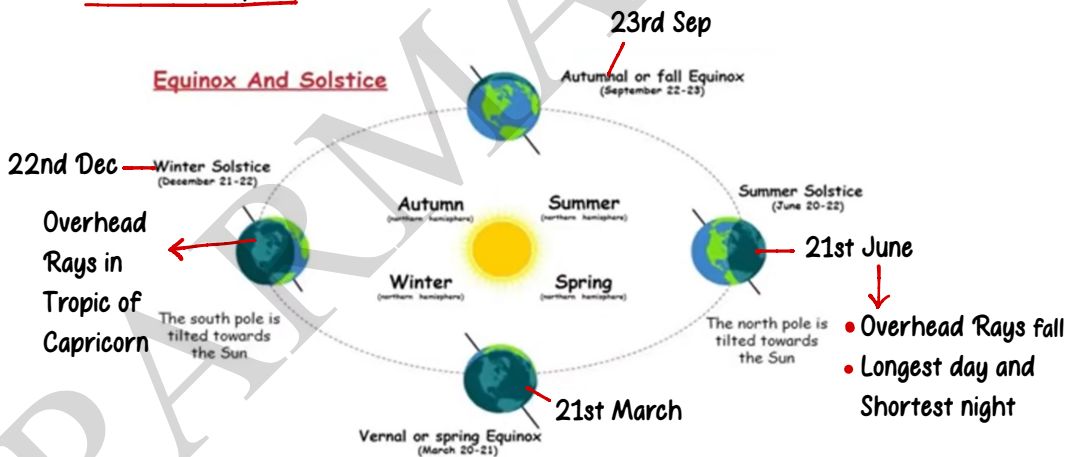 23rd Sep
Equinox And Solstice
Autumnal or fall Equinox
(September 22-23)
22nd Dec
Winter Solstice
(December 21-22)
Summer Solstice
(June 20-22)
Autumn
(northern hemisphere)
Summer
(northern hemisphere)
Overhead
Rays in
Tropic of
Capricorn
21st June
Winter
(northern hemisphere)
Spring
(northern hemisphere)
The south pole is
tilted towards
the Sun
The north pole is
tilted towards
the Sun
• Overhead Rays fall
• Longest day and
Shortest night
21st March
Vernal or spring Equinox
(March 20-21)
PARMA